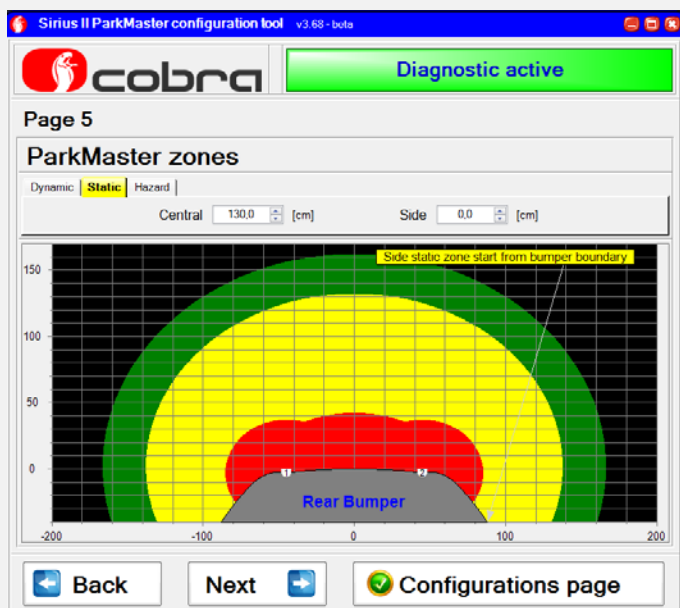 Sirius II ParkMaster configuration tool v3.68 - beta
cobra
Diagnostic active
Page 5
ParkMaster zones
Dynamic Static Hazard
Central 130,0 [cm] Side 0,0 [cm]
Side static zone start from bumper boundary
150
100
50
0
1 2
Rear Bumper
-200 -100 0 100 200
Back Next Configurations page